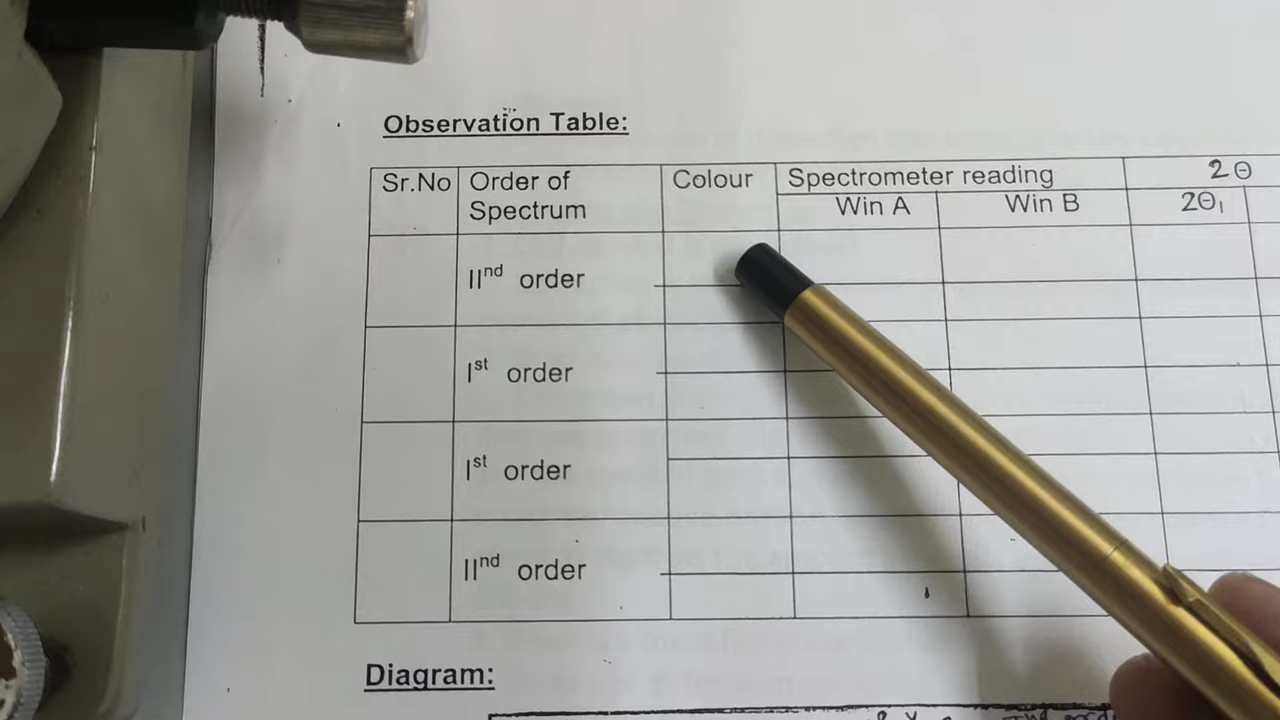 Observation Table:
Sr.No Order of Spectrum Colour Spectrometer reading 2θ
Win A Win B 2θ₁
IIⁿᵈ order
Iˢᵗ order
Iˢᵗ order
IIⁿᵈ order
Diagram: